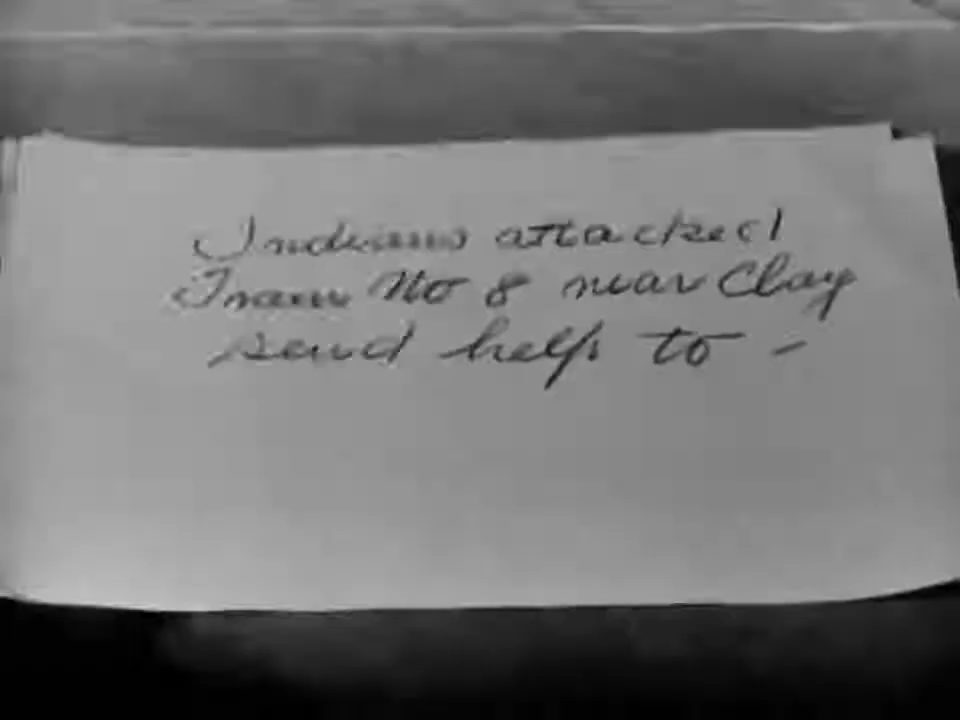 Indians attacked
Train No 8 near Clay
send help to -